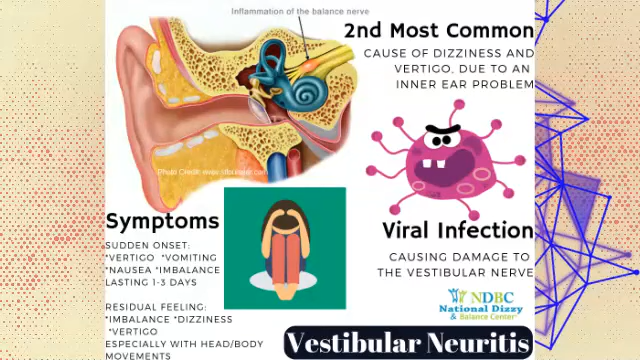 Inflammation of the balance nerve
2nd Most Common
CAUSE OF DIZZINESS AND
VERTIGO, DUE TO AN
INNER EAR PROBLEM
Viral Infection
CAUSING DAMAGE TO
THE VESTIBULAR NERVE
Symptoms
SUDDEN ONSET:
*VERTIGO *VOMITING
*NAUSEA *IMBALANCE
LASTING 1-3 DAYS
RESIDUAL FEELING:
*IMBALANCE *DIZZINESS
*VERTIGO
ESPECIALLY WITH HEAD/BODY
MOVEMENTS
NDBC
National Dizzy
& Balance Center
Vestibular Neuritis
Photo Credit: